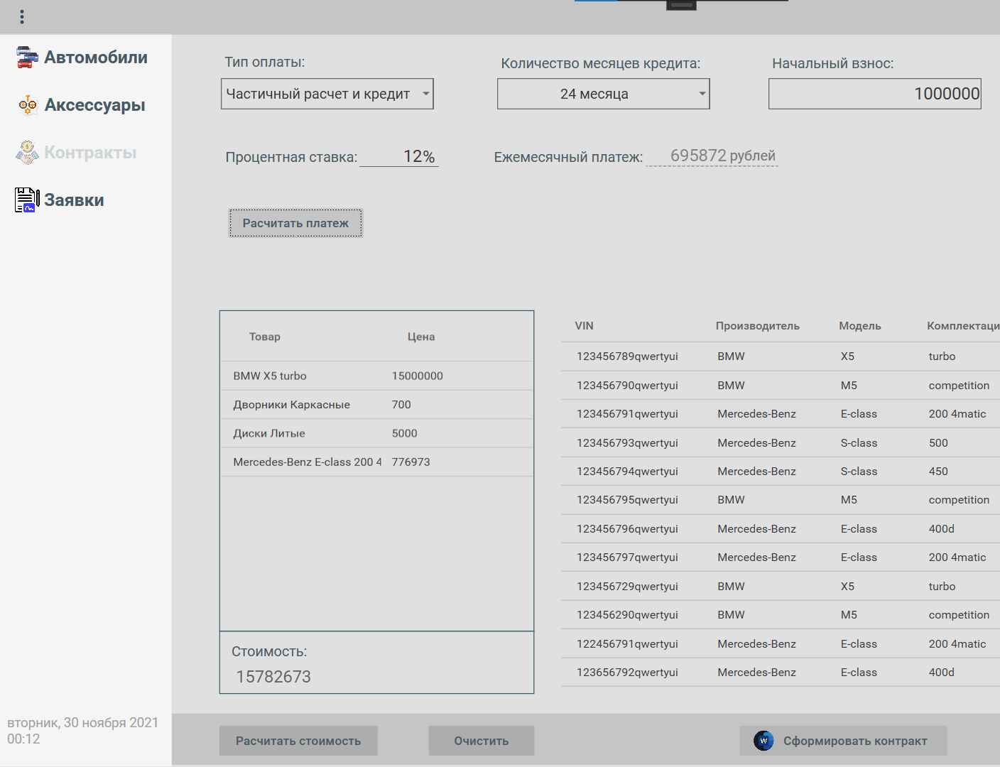 Автомобили
Аксессуары
Контракты
Заявки
вторник, 30 ноября 2021
00:12
Тип оплаты:
Частичный расчет и кредит
Количество месяцев кредита:
24 месяца
Начальный взнос:
1000000
Процентная ставка: 12%
Ежемесячный платеж: 695872 рублей
Расчитать платеж
Товар Цена
BMW X5 turbo 15000000
Дворники Каркасные 700
Диски Литые 5000
Mercedes-Benz E-class 200 4 776973
Стоимость:
15782673
VIN Производитель Модель Комплектаци
123456789qwertyui BMW X5 turbo
123456790qwertyui BMW M5 competition
123456791qwertyui Mercedes-Benz E-class 200 4matic
123456793qwertyui Mercedes-Benz S-class 500
123456794qwertyui Mercedes-Benz S-class 450
123456795qwertyui BMW M5 competition
123456796qwertyui Mercedes-Benz E-class 400d
123456797qwertyui Mercedes-Benz E-class 200 4matic
123456729qwertyui BMW X5 turbo
123456290qwertyui BMW M5 competition
122456791qwertyui Mercedes-Benz E-class 200 4matic
123656792qwertyui Mercedes-Benz E-class 400d
Расчитать стоимость
Очистить
W Сформировать контракт